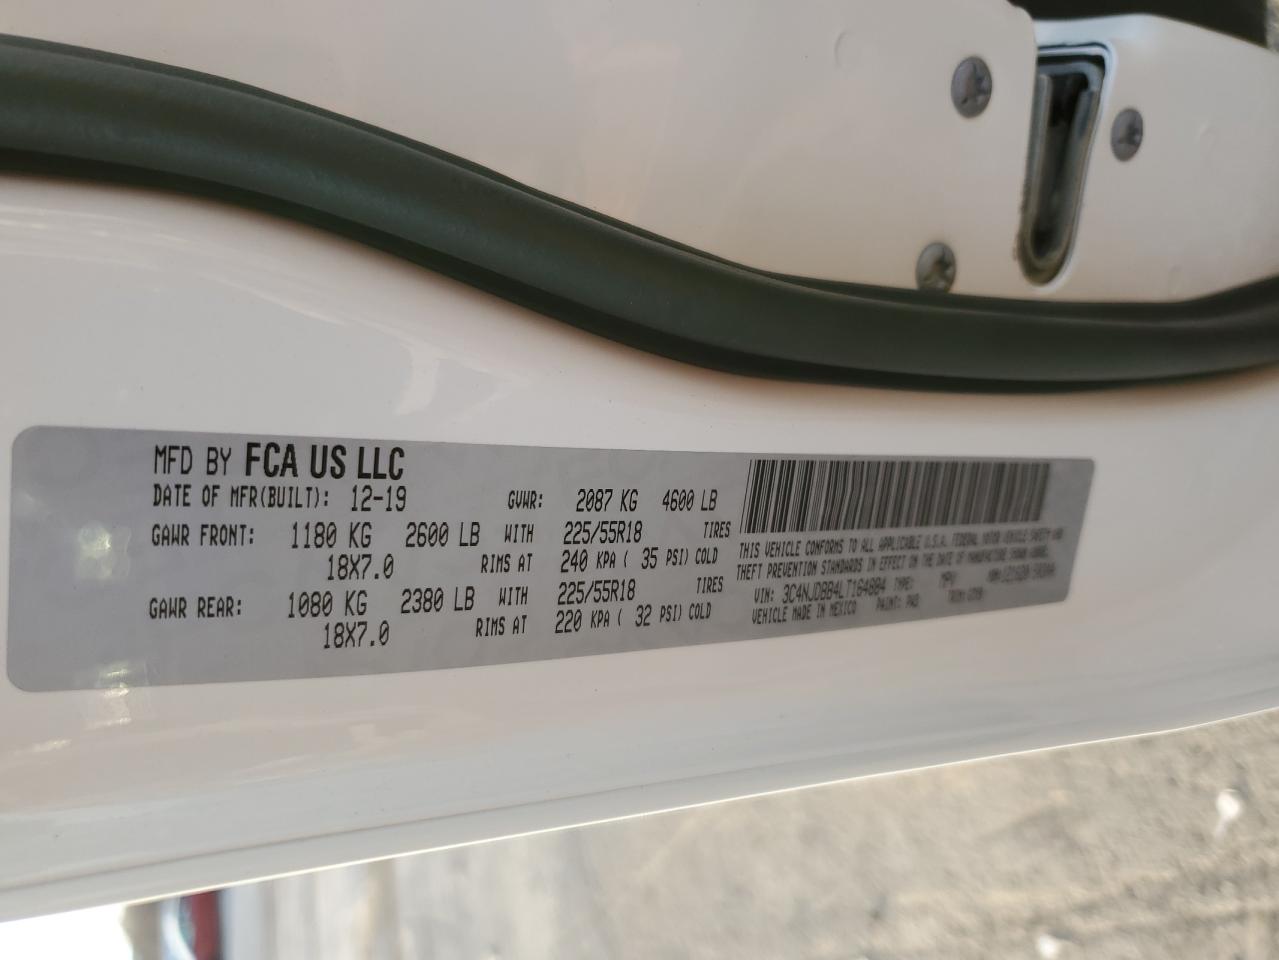 MFD BY FCA US LLC
DATE OF MFR(BUILT): 12-19 GVWR: 2087 KG 4600 LB
GAWR FRONT: 1180 KG 2600 LB WITH 225/55R18 TIRES
18X7.0 RIMS AT 240 KPA ( 35 PSI) COLD
GAWR REAR: 1080 KG 2380 LB WITH 225/55R18 TIRES
18X7.0 RIMS AT 220 KPA ( 32 PSI) COLD
THIS VEHICLE CONFORMS TO ALL APPLICABLE U.S.A. FEDERAL MOTOR VEHICLE SAFETY AND
THEFT PREVENTION STANDARDS IN EFFECT ON THE DATE OF MANUFACTURE SHOWN ABOVE.
VIN: 3C4NJDBB4LT164884 TYPE: MPV
VEHICLE MADE IN MEXICO PAINT: PW3 TRIM: